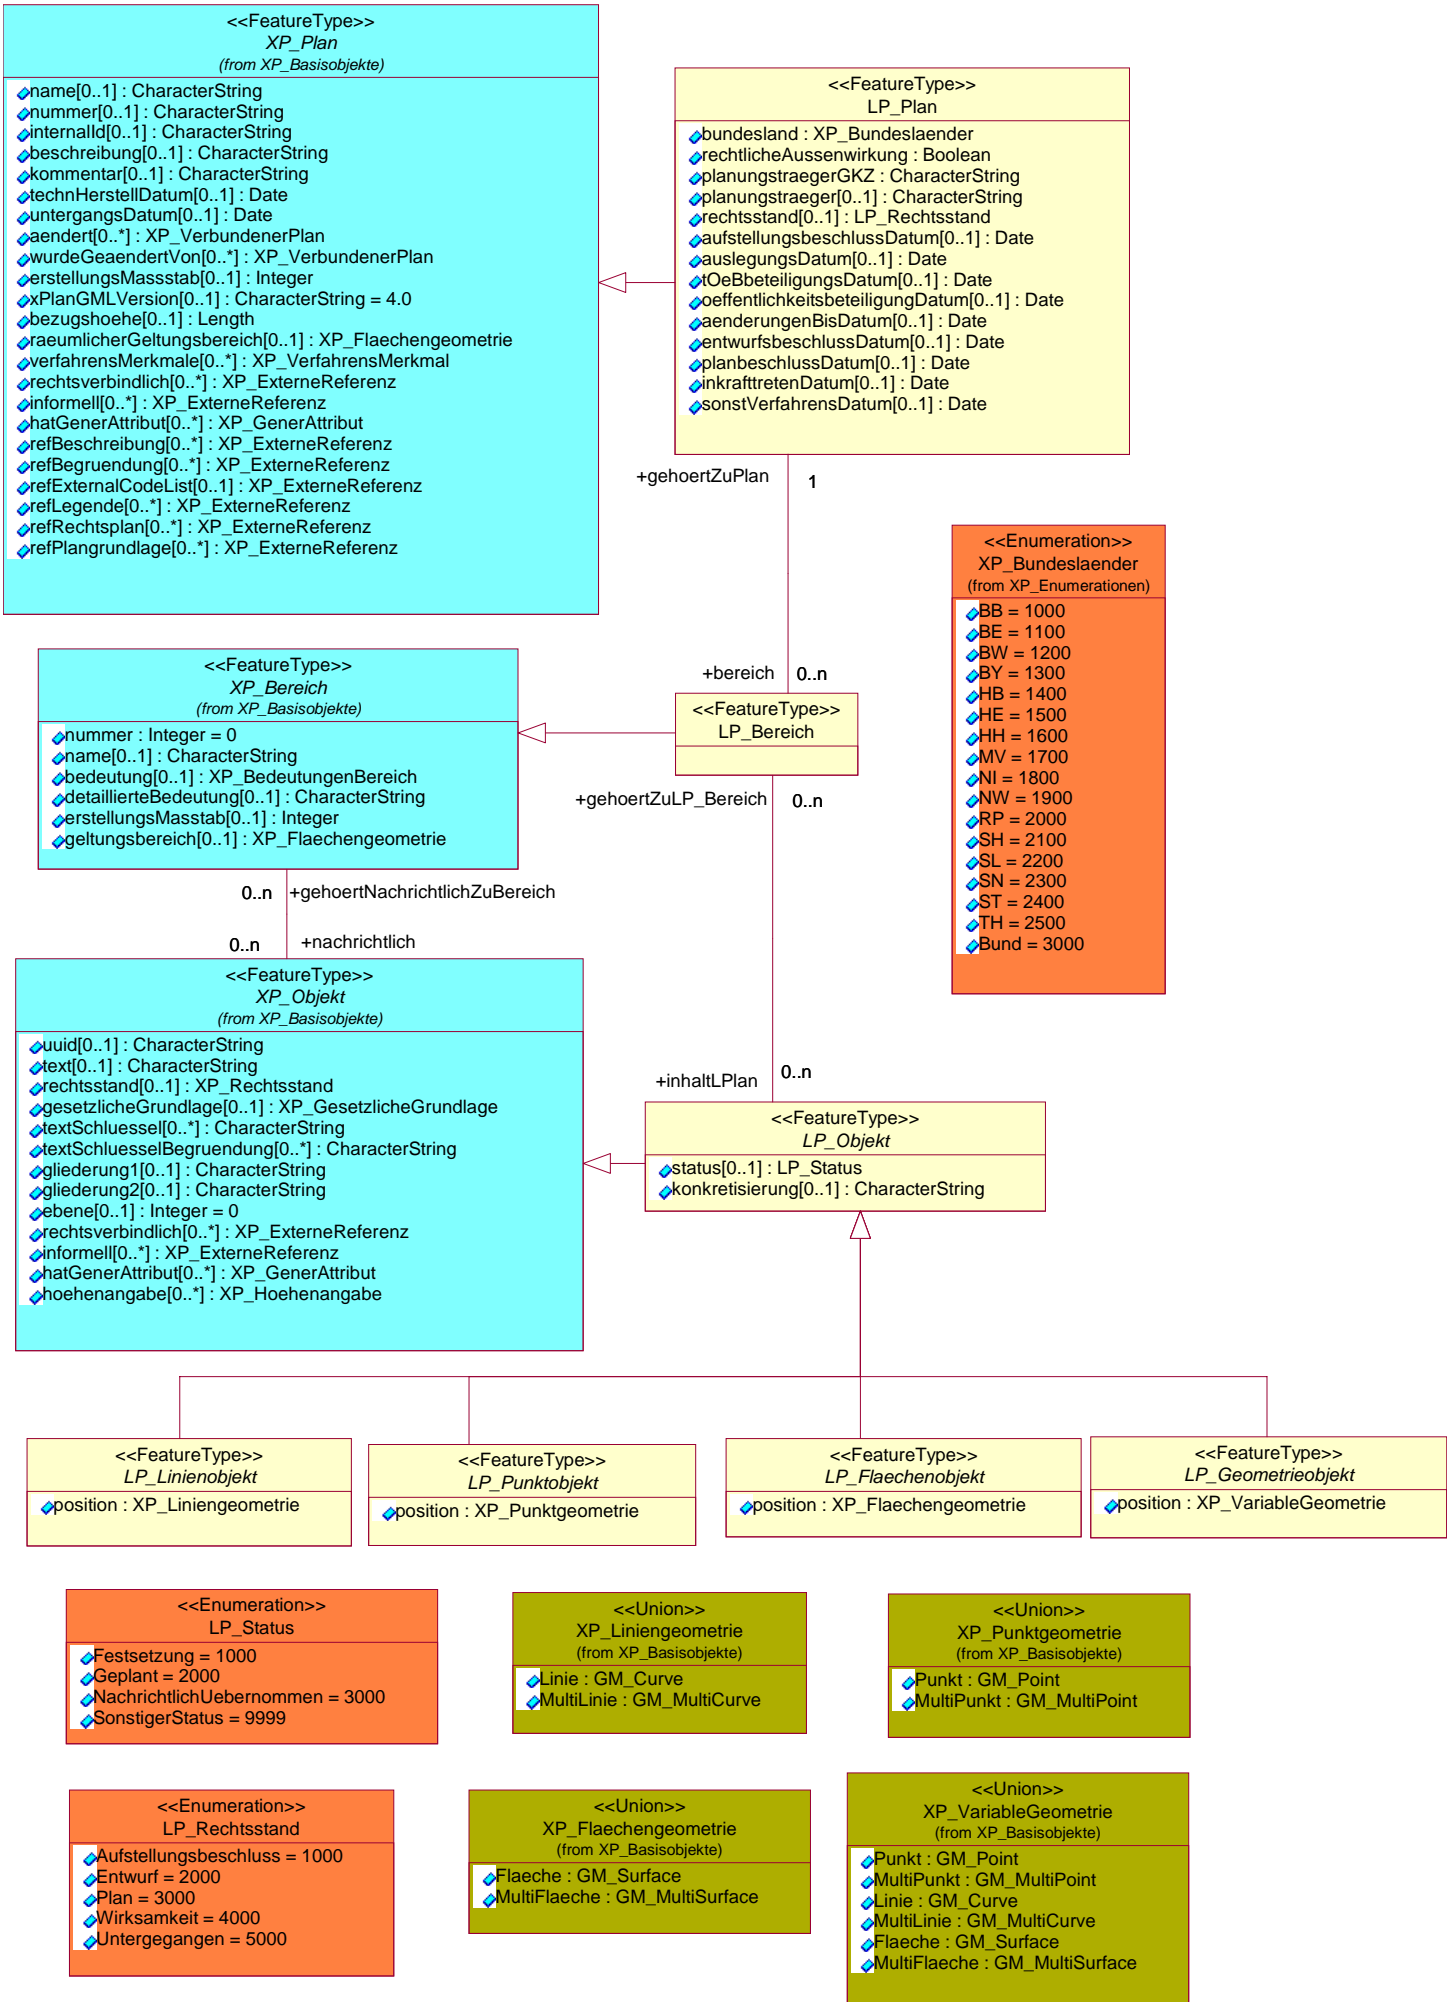 <<FeatureType>>
XP_Plan
(from XP_Basisobjekte)
name[0..1] : CharacterString
nummer[0..1] : CharacterString
internalId[0..1] : CharacterString
beschreibung[0..1] : CharacterString
kommentar[0..1] : CharacterString
technHerstellDatum[0..1] : Date
untergangsDatum[0..1] : Date
aendert[0..*] : XP_VerbundenerPlan
wurdeGeaendertVon[0..*] : XP_VerbundenerPlan
erstellungsMassstab[0..1] : Integer
xPlanGMLVersion[0..1] : CharacterString = 4.0
bezugshoehe[0..1] : Length
raeumlicherGeltungsbereich[0..1] : XP_Flaechengeometrie
verfahrensMerkmale[0..*] : XP_VerfahrensMerkmal
rechtsverbindlich[0..*] : XP_ExterneReferenz
informell[0..*] : XP_ExterneReferenz
hatGenerAttribut[0..*] : XP_GenerAttribut
refBeschreibung[0..*] : XP_ExterneReferenz
refBegruendung[0..*] : XP_ExterneReferenz
refExternalCodeList[0..1] : XP_ExterneReferenz
refLegende[0..*] : XP_ExterneReferenz
refRechtsplan[0..*] : XP_ExterneReferenz
refPlangrundlage[0..*] : XP_ExterneReferenz
<<FeatureType>>
LP_Plan
bundesland : XP_Bundeslaender
rechtlicheAussenwirkung : Boolean
planungstraegerGKZ : CharacterString
planungstraeger[0..1] : CharacterString
rechtsstand[0..1] : LP_Rechtsstand
aufstellungsbeschlussDatum[0..1] : Date
auslegungsDatum[0..1] : Date
tOeBbeteiligungsDatum[0..1] : Date
oeffentlichkeitsbeteiligungDatum[0..1] : Date
aenderungenBisDatum[0..1] : Date
entwurfsbeschlussDatum[0..1] : Date
planbeschlussDatum[0..1] : Date
inkrafttretenDatum[0..1] : Date
sonstVerfahrensDatum[0..1] : Date
+gehoertZuPlan
1
<<Enumeration>>
XP_Bundeslaender
(from XP_Enumerationen)
BB = 1000
BE = 1100
BW = 1200
BY = 1300
HB = 1400
HE = 1500
HH = 1600
MV = 1700
NI = 1800
NW = 1900
RP = 2000
SH = 2100
SL = 2200
SN = 2300
ST = 2400
TH = 2500
Bund = 3000
+bereich
0..n
<<FeatureType>>
XP_Bereich
(from XP_Basisobjekte)
nummer : Integer = 0
name[0..1] : CharacterString
bedeutung[0..1] : XP_BedeutungenBereich
detaillierteBedeutung[0..1] : CharacterString
erstellungsMasstab[0..1] : Integer
geltungsbereich[0..1] : XP_Flaechengeometrie
<<FeatureType>>
LP_Bereich
+gehoertZuLP_Bereich
0..n
0..n
+gehoertNachrichtlichZuBereich
0..n
+nachrichtlich
<<FeatureType>>
XP_Objekt
(from XP_Basisobjekte)
uuid[0..1] : CharacterString
text[0..1] : CharacterString
rechtsstand[0..1] : XP_Rechtsstand
gesetzlicheGrundlage[0..1] : XP_GesetzlicheGrundlage
textSchluessel[0..*] : CharacterString
textSchluesselBegruendung[0..*] : CharacterString
gliederung1[0..1] : CharacterString
gliederung2[0..1] : CharacterString
ebene[0..1] : Integer = 0
rechtsverbindlich[0..*] : XP_ExterneReferenz
informell[0..*] : XP_ExterneReferenz
hatGenerAttribut[0..*] : XP_GenerAttribut
hoehenangabe[0..*] : XP_Hoehenangabe
+inhaltLPlan
0..n
<<FeatureType>>
LP_Objekt
status[0..1] : LP_Status
konkretisierung[0..1] : CharacterString
<<FeatureType>>
LP_Linienobjekt
position : XP_Liniengeometrie
<<FeatureType>>
LP_Punktobjekt
position : XP_Punktgeometrie
<<FeatureType>>
LP_Flaechenobjekt
position : XP_Flaechengeometrie
<<FeatureType>>
LP_Geometrieobjekt
position : XP_VariableGeometrie
<<Enumeration>>
LP_Status
Festsetzung = 1000
Geplant = 2000
NachrichtlichUebernommen = 3000
SonstigerStatus = 9999
<<Union>>
XP_Liniengeometrie
(from XP_Basisobjekte)
Linie : GM_Curve
MultiLinie : GM_MultiCurve
<<Union>>
XP_Punktgeometrie
(from XP_Basisobjekte)
Punkt : GM_Point
MultiPunkt : GM_MultiPoint
<<Enumeration>>
LP_Rechtsstand
Aufstellungsbeschluss = 1000
Entwurf = 2000
Plan = 3000
Wirksamkeit = 4000
Untergegangen = 5000
<<Union>>
XP_Flaechengeometrie
(from XP_Basisobjekte)
Flaeche : GM_Surface
MultiFlaeche : GM_MultiSurface
<<Union>>
XP_VariableGeometrie
(from XP_Basisobjekte)
Punkt : GM_Point
MultiPunkt : GM_MultiPoint
Linie : GM_Curve
MultiLinie : GM_MultiCurve
Flaeche : GM_Surface
MultiFlaeche : GM_MultiSurface